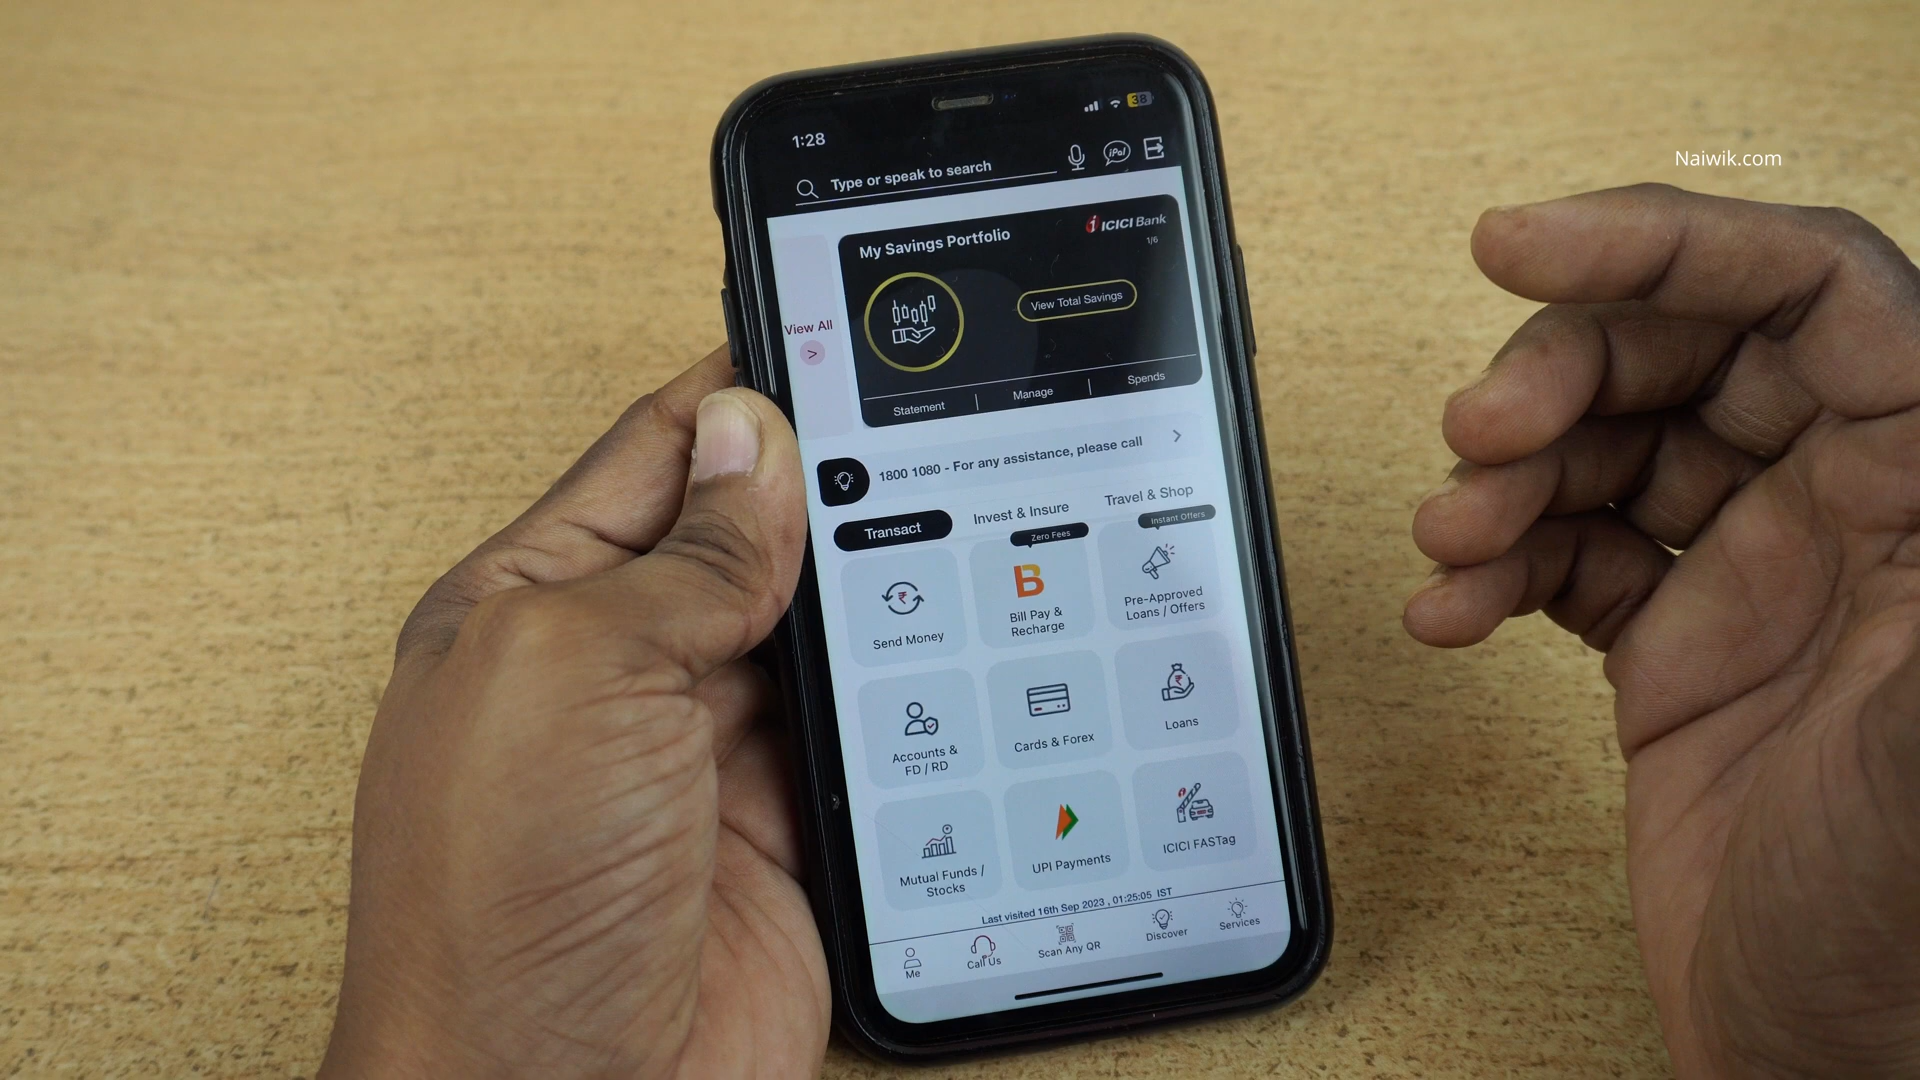 Naiwik.com
1:28
38
Type or speak to search
iPal
My Savings Portfolio
ICICI Bank
1/6
View Total Savings
View All
>
Statement | Manage | Spends
1800 1080 - For any assistance, please call
Transact
Invest & Insure
Travel & Shop
Zero Fees
Instant Offers
Send Money
Bill Pay &
Recharge
Pre-Approved
Loans / Offers
Accounts &
FD / RD
Cards & Forex
Loans
Mutual Funds /
Stocks
UPI Payments
ICICI FASTag
Last visited 16th Sep 2023 , 01:25:05 IST
Me
Call Us
Scan Any QR
Discover
Services